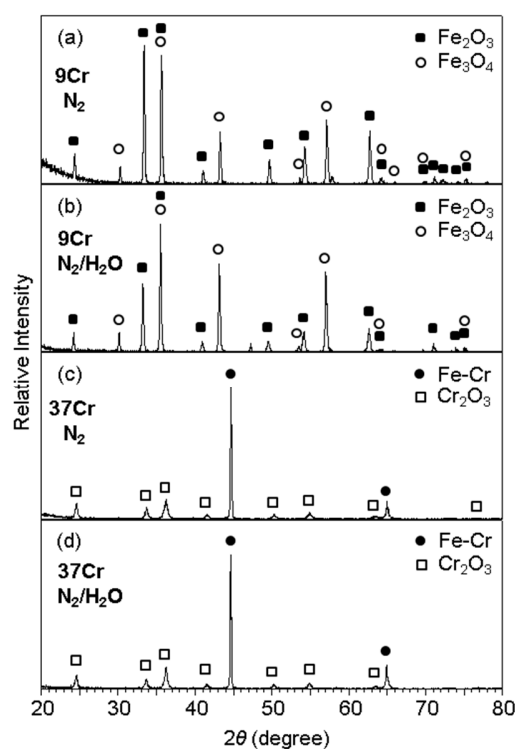 (a)
9Cr
N₂
■ Fe₂O₃
○ Fe₃O₄
(b)
9Cr
N₂/H₂O
■ Fe₂O₃
○ Fe₃O₄
(c)
37Cr
N₂
● Fe-Cr
□ Cr₂O₃
(d)
37Cr
N₂/H₂O
● Fe-Cr
□ Cr₂O₃
Relative Intensity
20 30 40 50 60 70 80
2θ (degree)